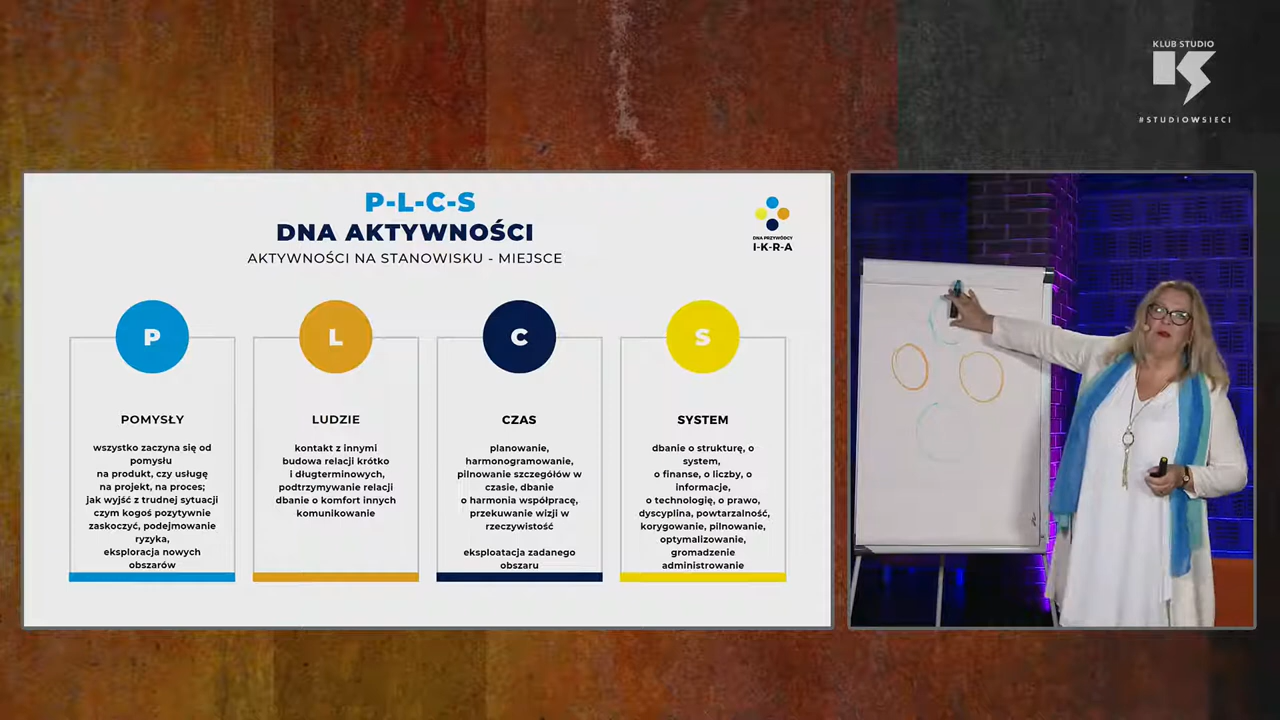 KLUB STUDIO
KS
#STUDIOWSIECI
P-L-C-S
DNA AKTYWNOŚCI
AKTYWNOŚCI NA STANOWISKU - MIEJSCE
DNA PRZYWÓDCY
I-K-R-A
P
POMYSŁY
wszystko zaczyna się od
pomysłu
na produkt, czy usługę
na projekt, na proces;
jak wyjść z trudnej sytuacji
czym kogoś pozytywnie
zaskoczyć, podejmowanie
ryzyka,
eksploracja nowych
obszarów
L
LUDZIE
kontakt z innymi
budowa relacji krótko
i długterminowych,
podtrzymywanie relacji
dbanie o komfort innych
komunikowanie
C
CZAS
planowanie,
harmonogramowanie,
pilnowanie szczegółów w
czasie, dbanie
o harmonia współpracę,
przekuwanie wizji w
rzeczywistość
eksploatacja zadanego
obszaru
S
SYSTEM
dbanie o strukturę, o
system,
o finanse, o liczby, o
informacje,
o technologię, o prawo,
dyscyplina, powtarzalność,
korygowanie, pilnowanie,
optymalizowanie,
gromadzenie
administrowanie